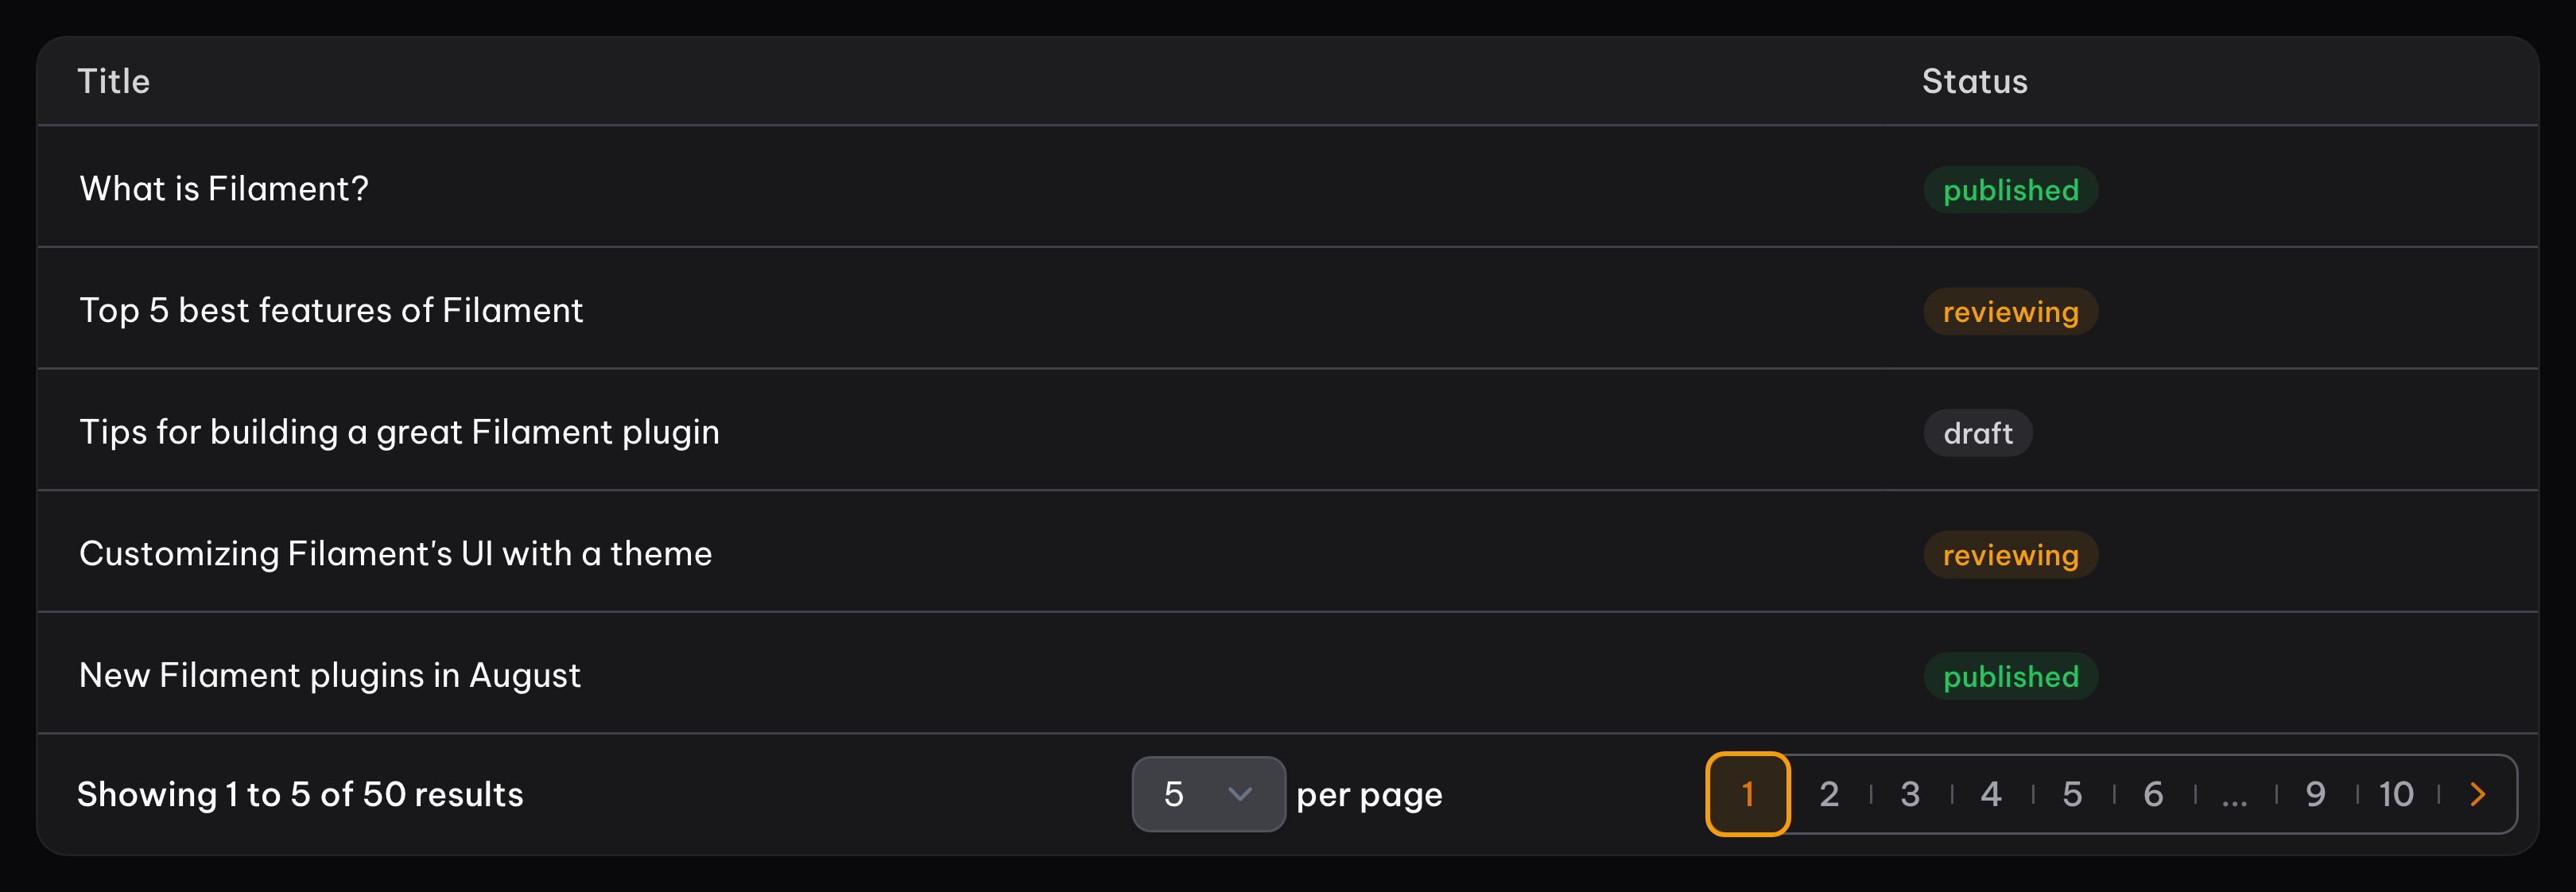 Title Status
What is Filament? published
Top 5 best features of Filament reviewing
Tips for building a great Filament plugin draft
Customizing Filament's UI with a theme reviewing
New Filament plugins in August published
Showing 1 to 5 of 50 results 5 per page 1 2 3 4 5 6 ... 9 10